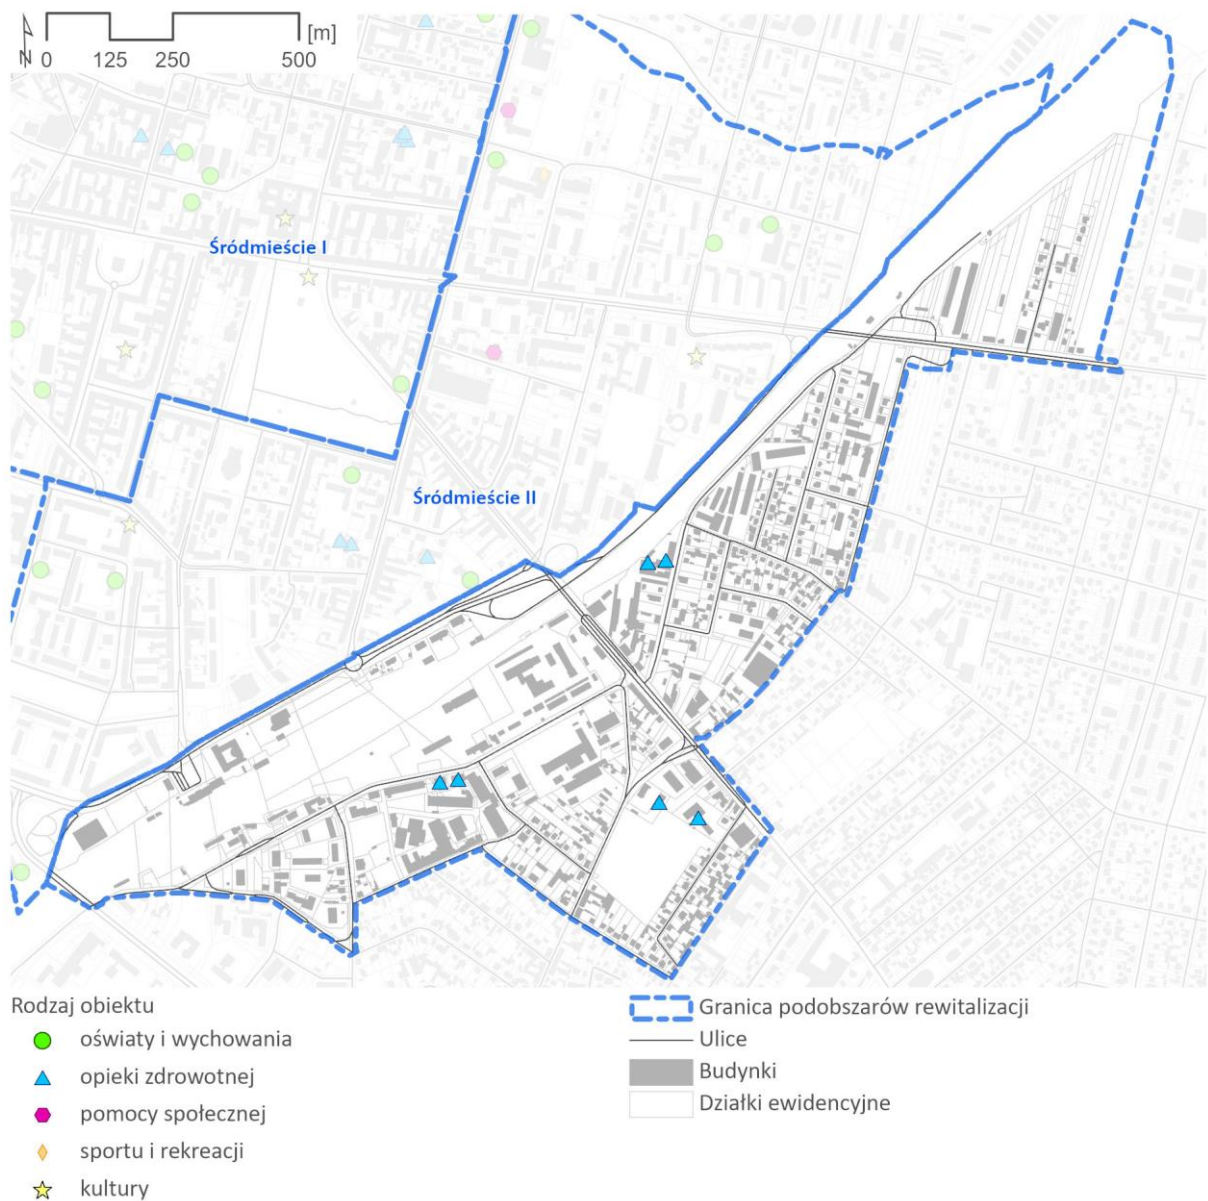 N 0 125 250 500 [m]
Śródmieście I
Śródmieście II
Rodzaj obiektu
oświaty i wychowania
opieki zdrowotnej
pomocy społecznej
sportu i rekreacji
kultury
Granica podobszarów rewitalizacji
Ulice
Budynki
Działki ewidencyjne